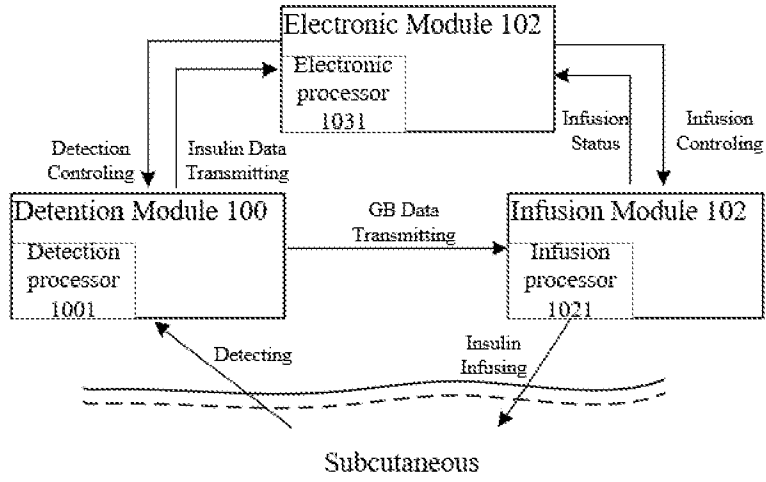 Electronic Module 102
Electronic
processor
1031
Detection
Controling
Insulin Data
Transmitting
Infusion
Status
Infusion
Controling
Detention Module 100
Detection
processor
1001
GB Data
Transmitting
Infusion Module 102
Infusion
processor
1021
Detecting
Insulin
Infusing
Subcutaneous